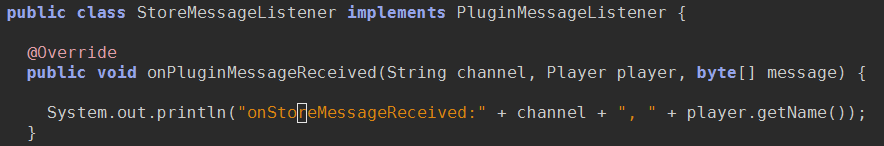 public class StoreMessageListener implements PluginMessageListener {
@Override
public void onPluginMessageReceived(String channel, Player player, byte[] message) {
System.out.println("onStoreMessageReceived:" + channel + ", " + player.getName());
}